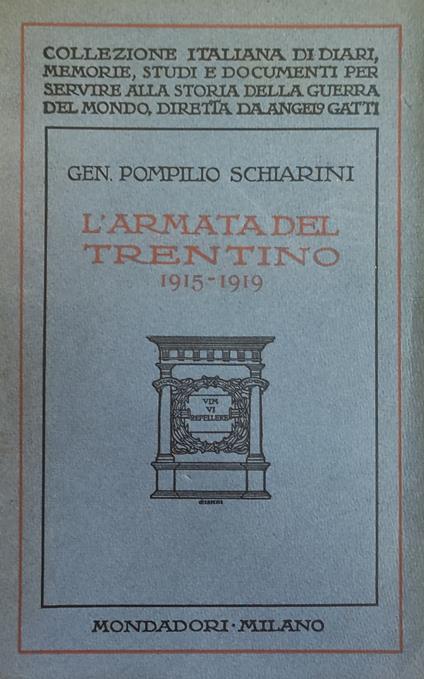 COLLEZIONE ITALIANA DI DIARI,
MEMORIE, STUDI E DOCUMENTI PER
SERVIRE ALLA STORIA DELLA GUERRA
DEL MONDO, DIRETTA DA ANGELO GATTI
GEN. POMPILIO SCHIARINI
L'ARMATA DEL
TRENTINO
1915-1919
VIM
VI
REPELLERE
DISERTORI
MONDADORI · MILANO